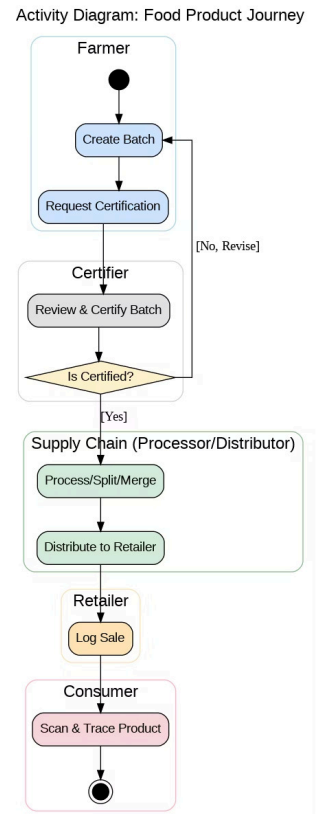 Activity Diagram: Food Product Journey
Farmer
Create Batch
Request Certification
[No, Revise]
Certifier
Review & Certify Batch
Is Certified?
[Yes]
Supply Chain (Processor/Distributor)
Process/Split/Merge
Distribute to Retailer
Retailer
Log Sale
Consumer
Scan & Trace Product